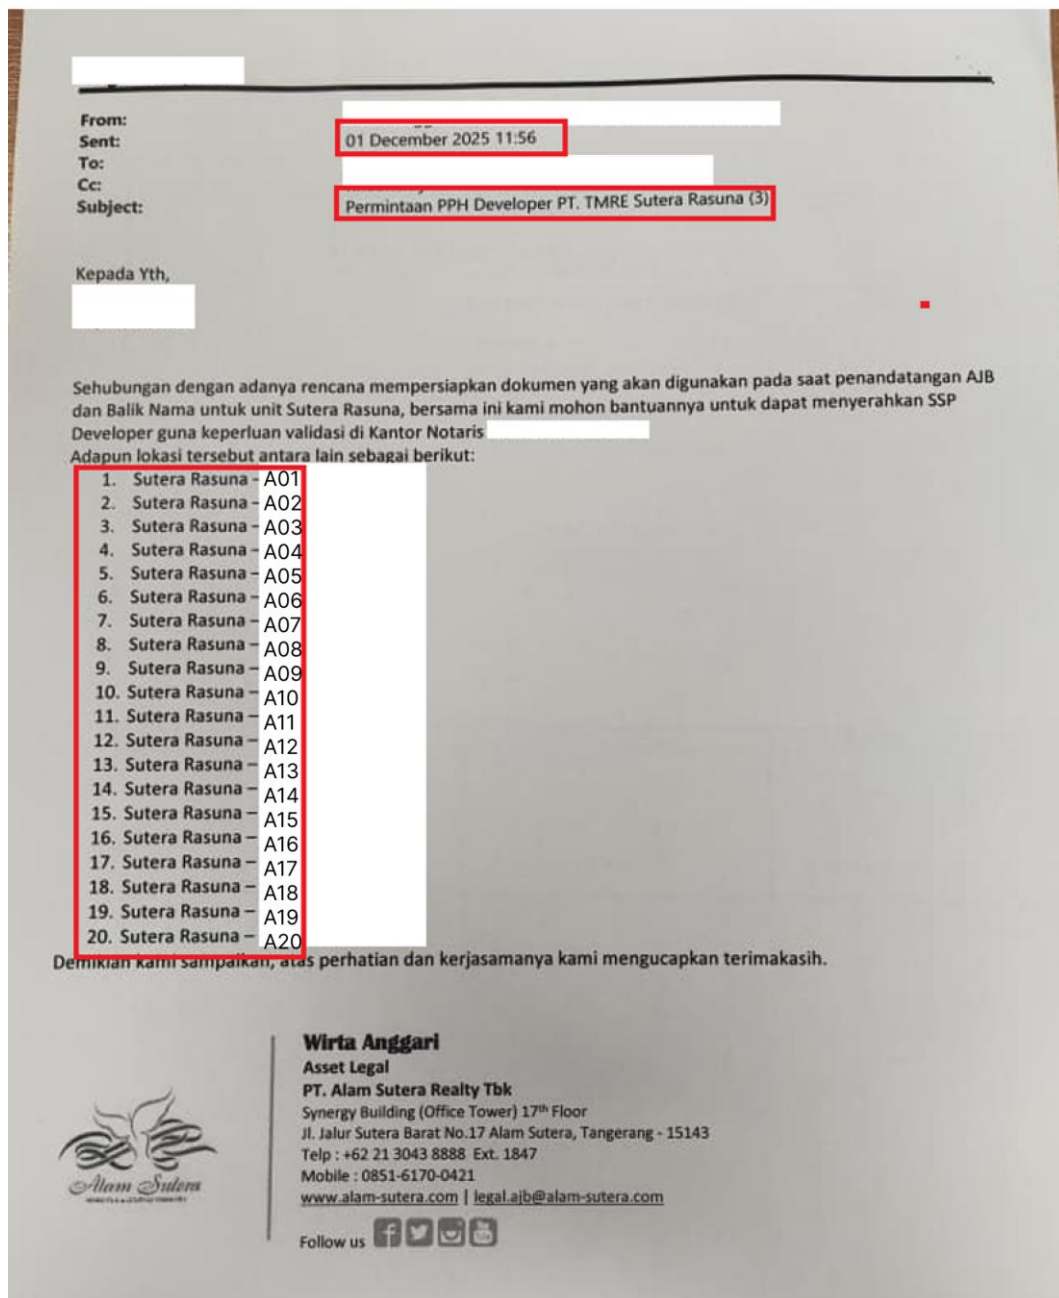 From:
Sent: 01 December 2025 11:56
To:
Cc:
Subject: Permintaan PPH Developer PT. TMRE Sutera Rasuna (3)
Kepada Yth,
Sehubungan dengan adanya rencana mempersiapkan dokumen yang akan digunakan pada saat penandatangan AJB
dan Balik Nama untuk unit Sutera Rasuna, bersama ini kami mohon bantuannya untuk dapat menyerahkan SSP
Developer guna keperluan validasi di Kantor Notaris
Adapun lokasi tersebut antara lain sebagai berikut:
1. Sutera Rasuna - A01
2. Sutera Rasuna – A02
3. Sutera Rasuna – A03
4. Sutera Rasuna – A04
5. Sutera Rasuna – A05
6. Sutera Rasuna – A06
7. Sutera Rasuna – A07
8. Sutera Rasuna – A08
9. Sutera Rasuna – A09
10. Sutera Rasuna – A10
11. Sutera Rasuna – A11
12. Sutera Rasuna – A12
13. Sutera Rasuna – A13
14. Sutera Rasuna – A14
15. Sutera Rasuna – A15
16. Sutera Rasuna – A16
17. Sutera Rasuna – A17
18. Sutera Rasuna – A18
19. Sutera Rasuna – A19
20. Sutera Rasuna – A20
Demikian kami sampaikan, atas perhatian dan kerjasamanya kami mengucapkan terimakasih.
Wirta Anggari
Asset Legal
PT. Alam Sutera Realty Tbk
Synergy Building (Office Tower) 17th Floor
Jl. Jalur Sutera Barat No.17 Alam Sutera, Tangerang - 15143
Telp : +62 21 3043 8888 Ext. 1847
Mobile : 0851-6170-0421
www.alam-sutera.com | legal.ajb@alam-sutera.com
Follow us
Alam Sutera